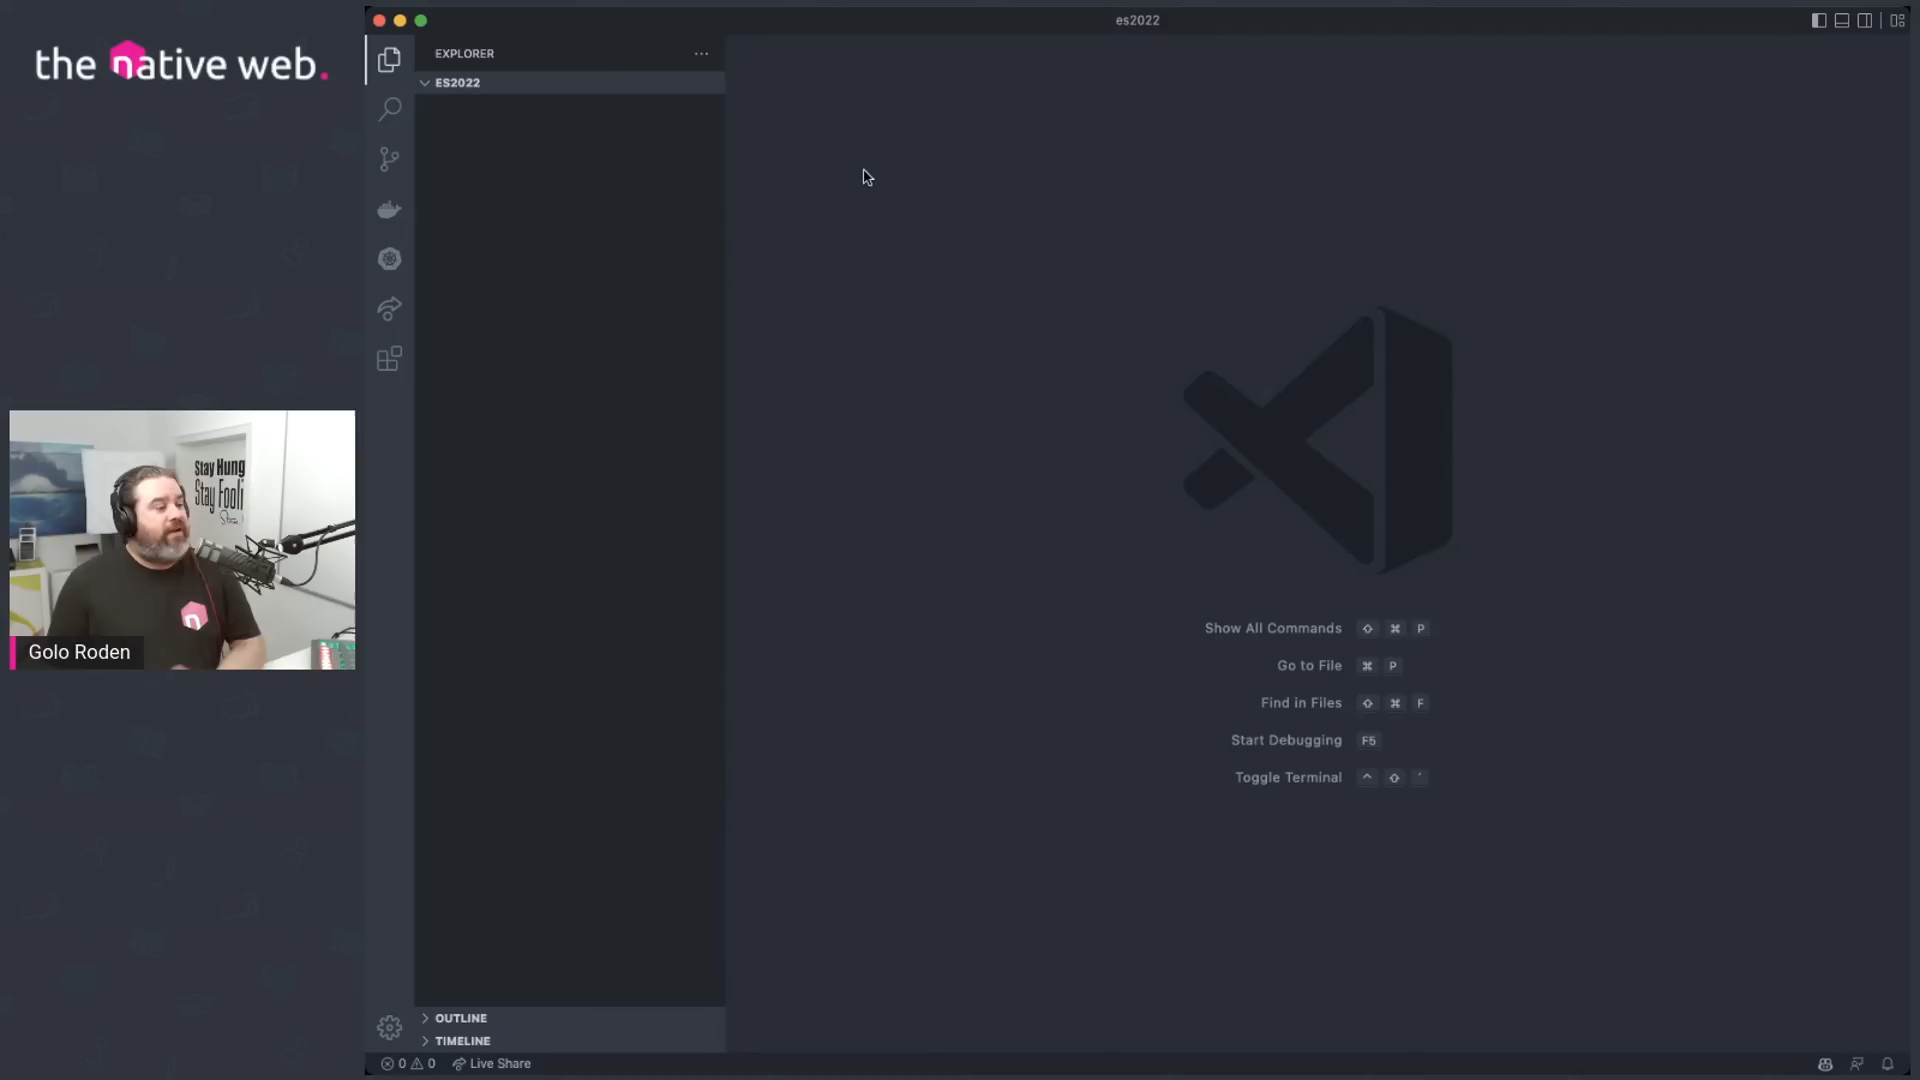 the native web.
es2022
EXPLORER
ES2022
Stay Hung
Stay Fooli
n
Golo Roden
Show All Commands ⇧ ⌘ P
Go to File ⌘ P
Find in Files ⇧ ⌘ F
Start Debugging F5
Toggle Terminal ^ ⇧ ´
OUTLINE
TIMELINE
0 0 Live Share